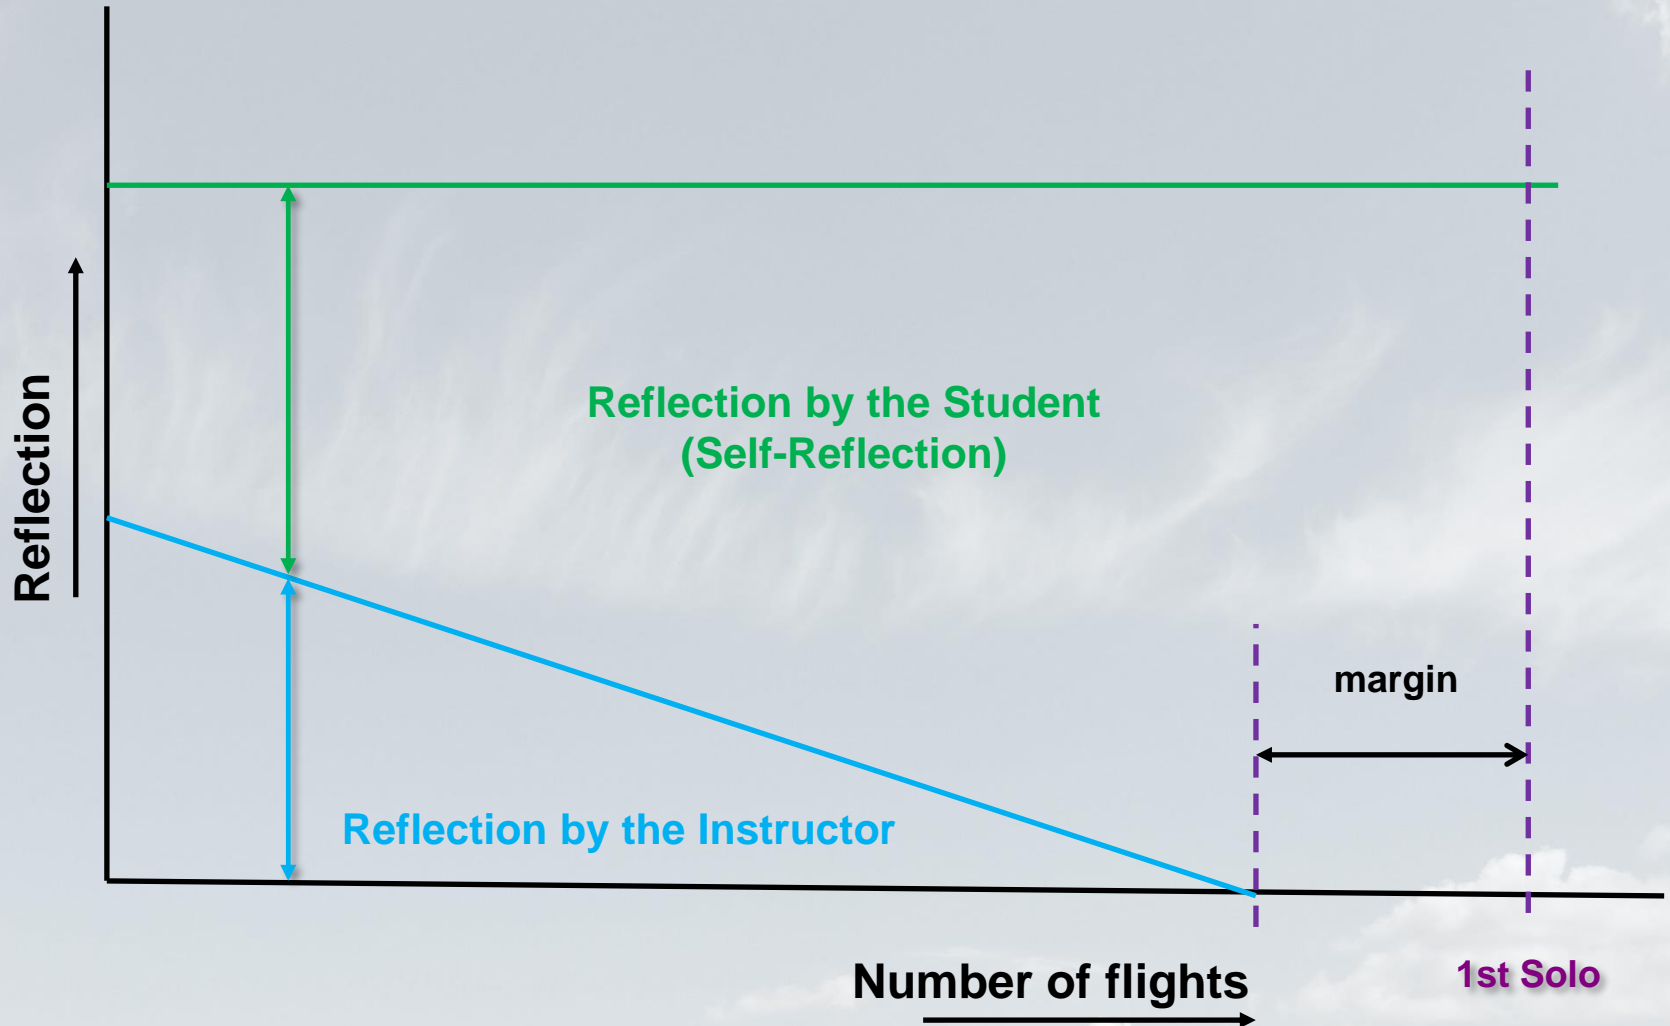 Reflection
Reflection by the Student
(Self-Reflection)
margin
Reflection by the Instructor
Number of flights
1st Solo